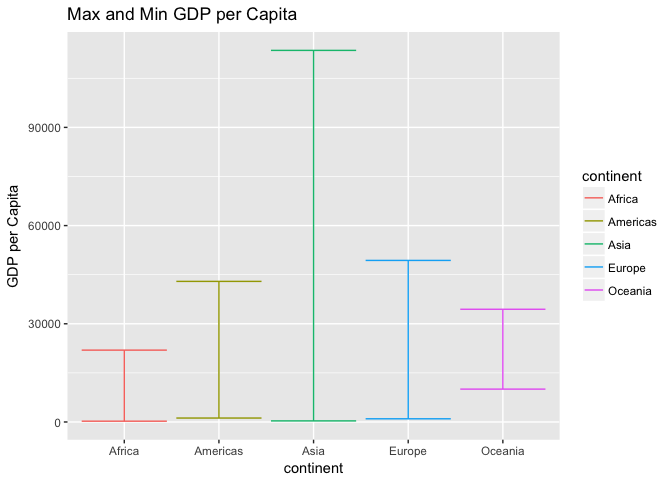 Max and Min GDP per Capita
GDP per Capita
90000
60000
30000
0
Africa
Americas
Asia
Europe
Oceania
continent
continent
Africa
Americas
Asia
Europe
Oceania